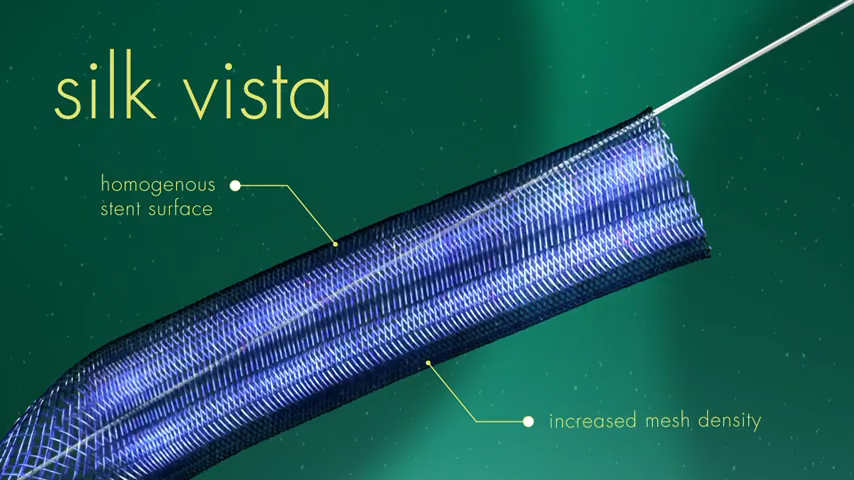 silk vista
homogenous
stent surface
increased mesh density